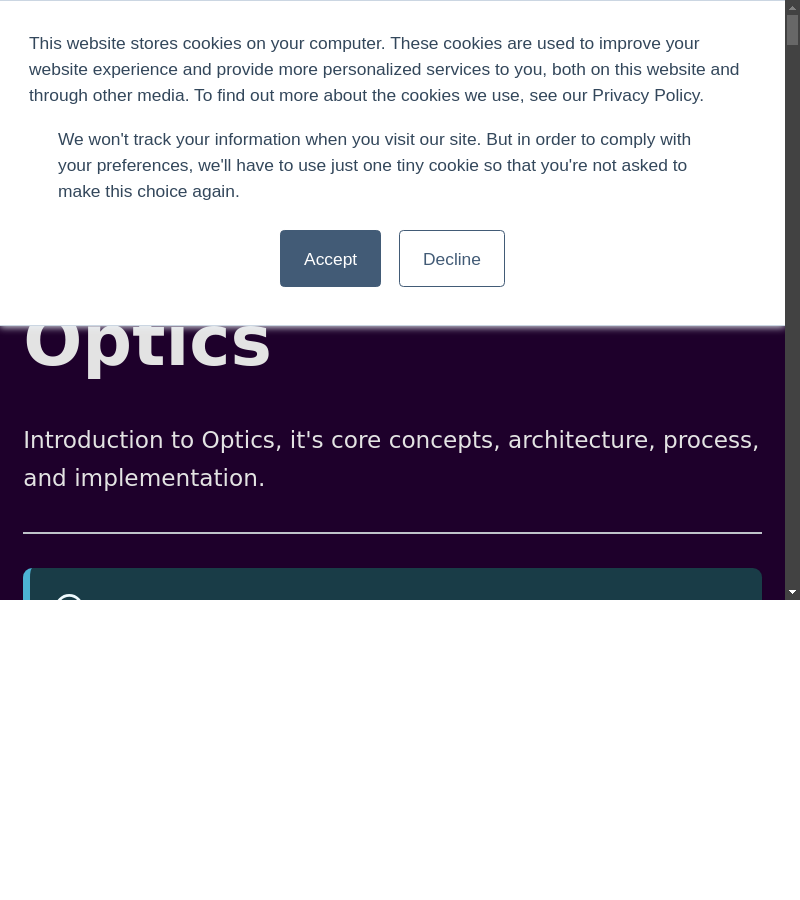 This website stores cookies on your computer. These cookies are used to improve your
website experience and provide more personalized services to you, both on this website and
through other media. To find out more about the cookies we use, see our Privacy Policy.
We won't track your information when you visit our site. But in order to comply with
your preferences, we'll have to use just one tiny cookie so that you're not asked to
make this choice again.
Accept
Decline
Optics
Introduction to Optics, it's core concepts, architecture, process,
and implementation.